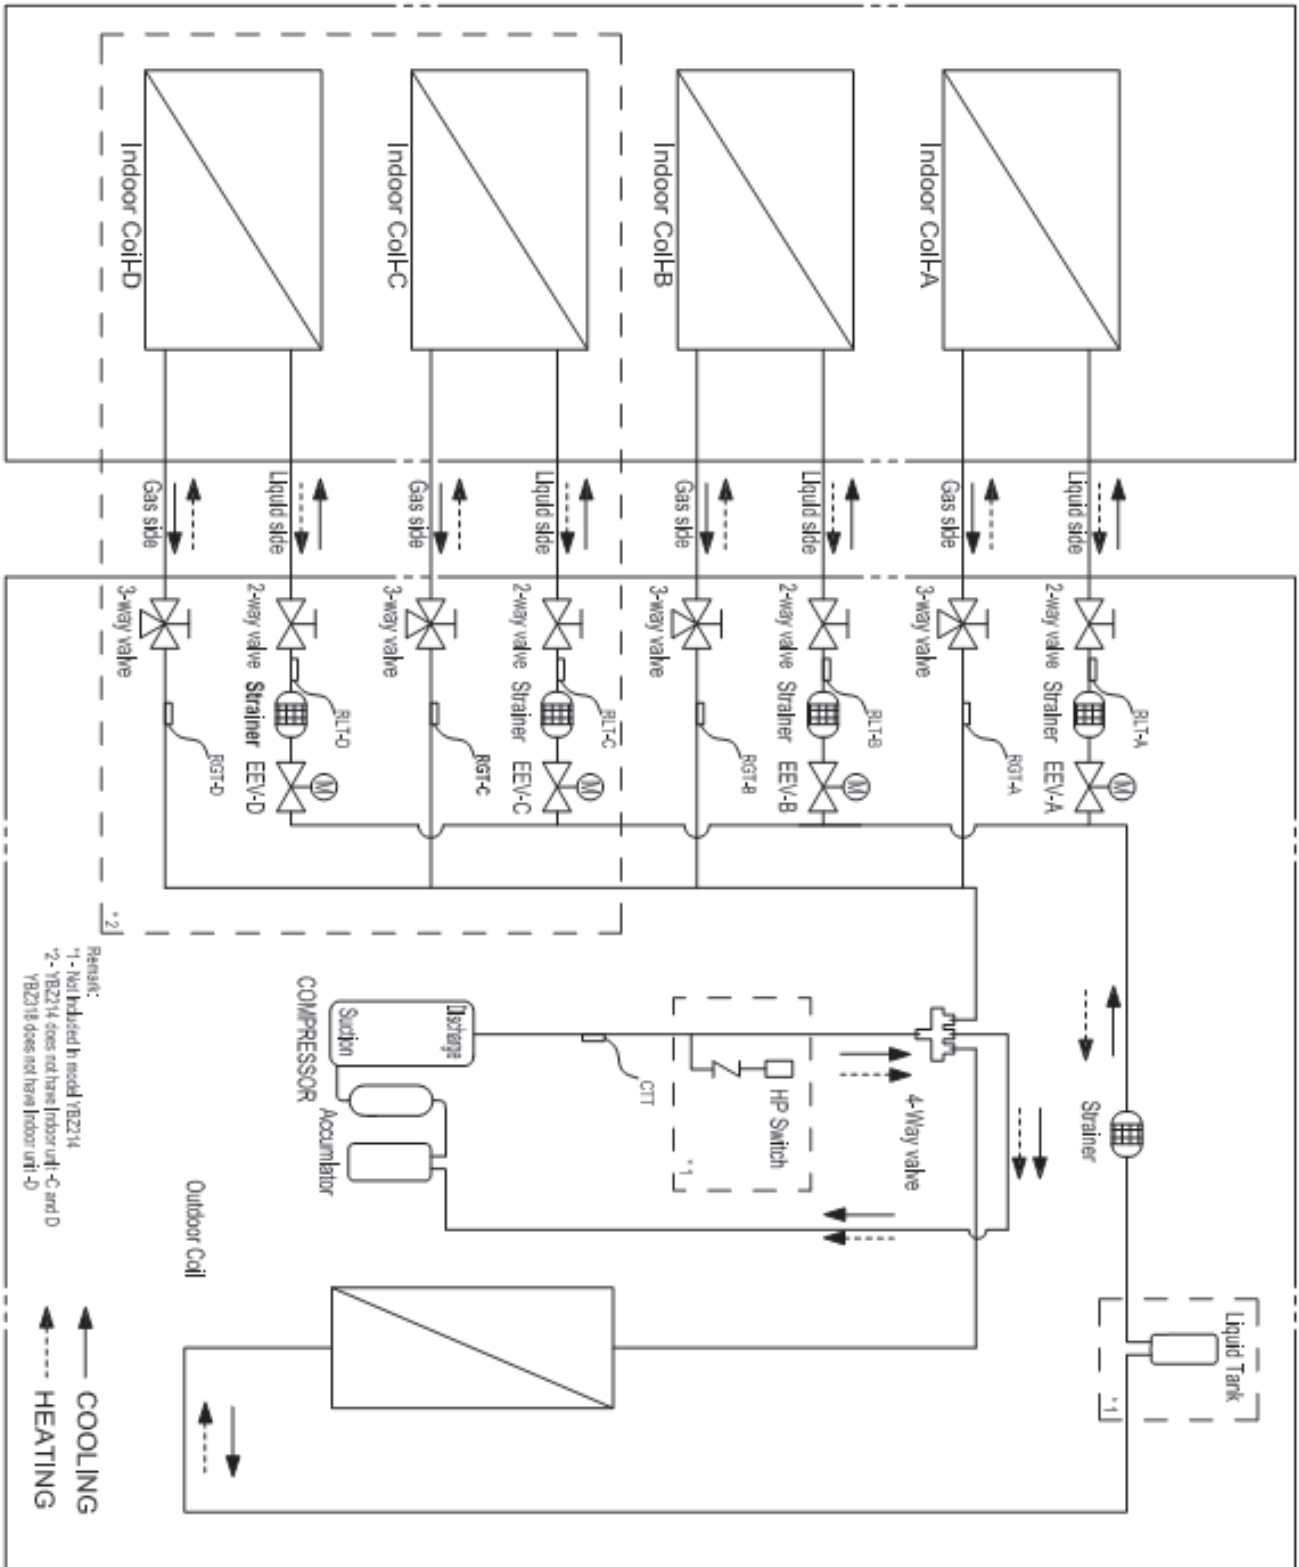 Liquid Tank
*1
RLT-A
Strainer
Liquid side
2-way valve Strainer EEV-A
RGT-A
Gas side
Indoor Coil-A
3-way valve
4-Way valve
RLT-B
Liquid side
2-way valve Strainer EEV-B
HP Switch
*1
RGT-B
Gas side
Indoor Coil-B
3-way valve
CTT
RLT-C
Liquid side
2-way valve Strainer EEV-C
RGT-C
Gas side
Indoor Coil-C
3-way valve
Discharge
Suction
Accumlator
COMPRESSOR
RLT-D
Liquid side
2-way valve Strainer EEV-D
RGT-D
Gas side
Indoor Coil-D
3-way valve
*2
Outdoor Coil
M
M
M
M
Remark:
*1 - Not Included In model YBZ214
*2 - YBZ214 does not have Indoor unit -C and D
YBZ318 does not have Indoor unit -D
COOLING
HEATING